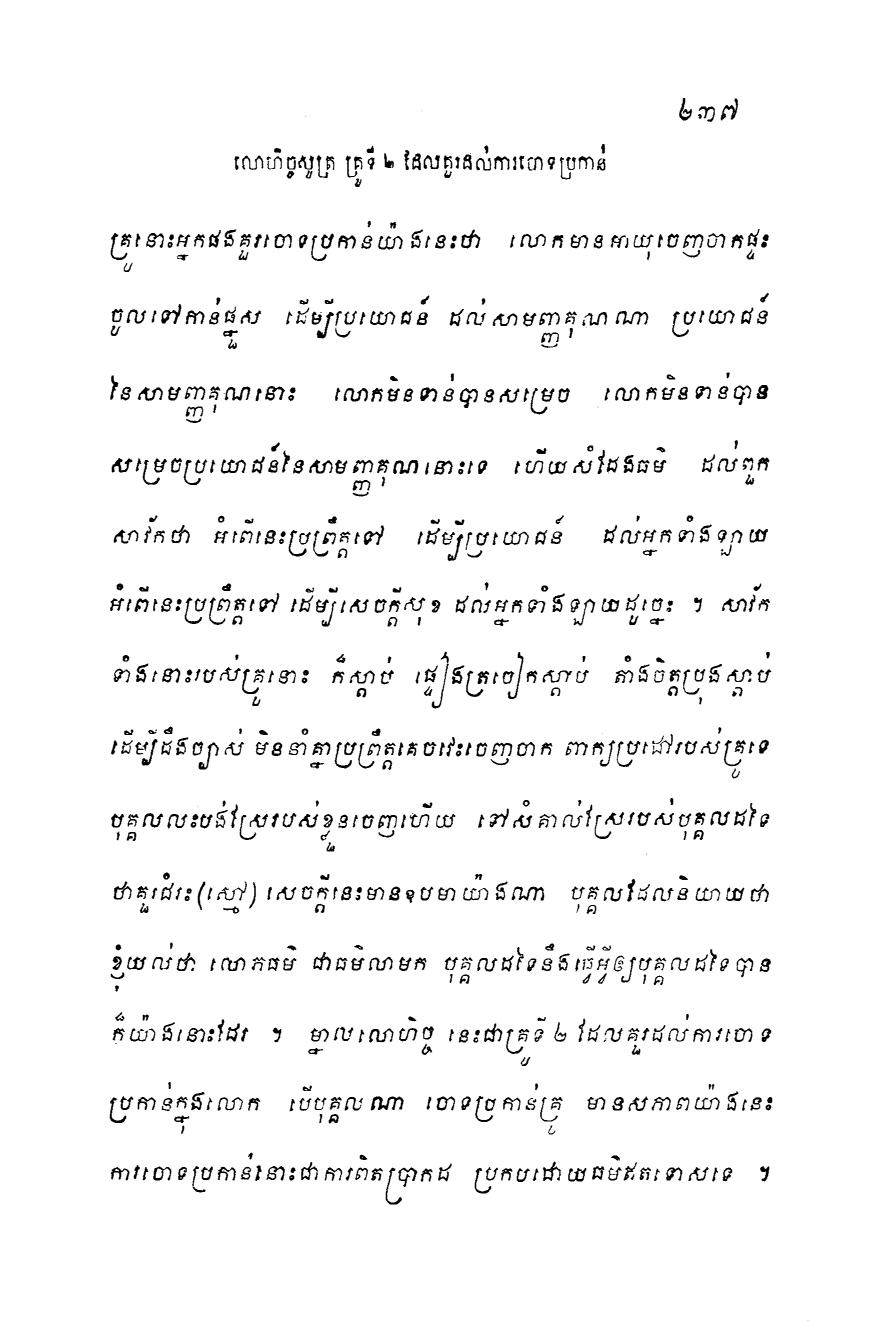 ២៣៧
លោហិច្ចសូត្រ គ្រូទី ២ ដែលគួរដល់ការចោទប្រកាន់
គ្រូនោះអ្នកផងគួរចោទប្រកាន់យ៉ាងនេះថា លោកមានអាយុចេញចាកផ្ទះ
ចូលទៅកាន់ផ្នួស ដើម្បីប្រយោជន៍ ដល់សាមញ្ញគុណណា ប្រយោជន៍
នៃសាមញ្ញគុណនោះ លោកមិនទាន់បានសម្រេច លោកមិនទាន់បាន
សម្រេចប្រយោជន៍នៃសាមញ្ញគុណនោះទេ ហើយសំដែងធម៌ ដល់ពួក
សាវ័កថា អំពើនេះប្រព្រឹត្តទៅ ដើម្បីប្រយោជន៍ ដល់អ្នកទាំងឡាយ
អំពើនេះប្រព្រឹត្តទៅ ដើម្បីសេចក្តីសុខ ដល់អ្នកទាំងឡាយដូច្នេះ ។ សាវ័ក
ទាំងនោះរបស់គ្រូនោះ ក៏ស្តាប់ ផ្ទៀងត្រចៀកស្តាប់ តាំងចិត្តប្រុងស្តាប់
ដើម្បីដឹងច្បាស់ មិននាំគ្នាប្រព្រឹត្តគេចវេះចេញចាក ពាក្យប្រដៅរបស់គ្រូទេ
បុគ្គលលះបង់ស្រែរបស់ខ្លួនចេញហើយ ទៅសំគាល់ស្រែរបស់បុគ្គលដទៃ
ថាគួរជំរះ(ស្មៅ) សេចក្តីនេះមានឧបមាយ៉ាងណា បុគ្គលដែលនិយាយថា
ខ្ញុំយល់ថា លោភធម៌ ជាធម៌លាមក បុគ្គលដទៃនឹងធ្វើអ្វីឲ្យបុគ្គលដទៃបាន
ក៏យ៉ាងនោះដែរ ។ ម្នាលលោហិច្ច នេះជាគ្រូទី ២ ដែលគួរដល់ការចោទ
ប្រកាន់ក្នុងលោក បើបុគ្គលណា ចោទប្រកាន់គ្រូ មានសភាពយ៉ាងនេះ
ការចោទប្រកាន់នោះជាការពិតប្រាកដ ប្រកបដោយធម៌ឥតទោសទេ ។